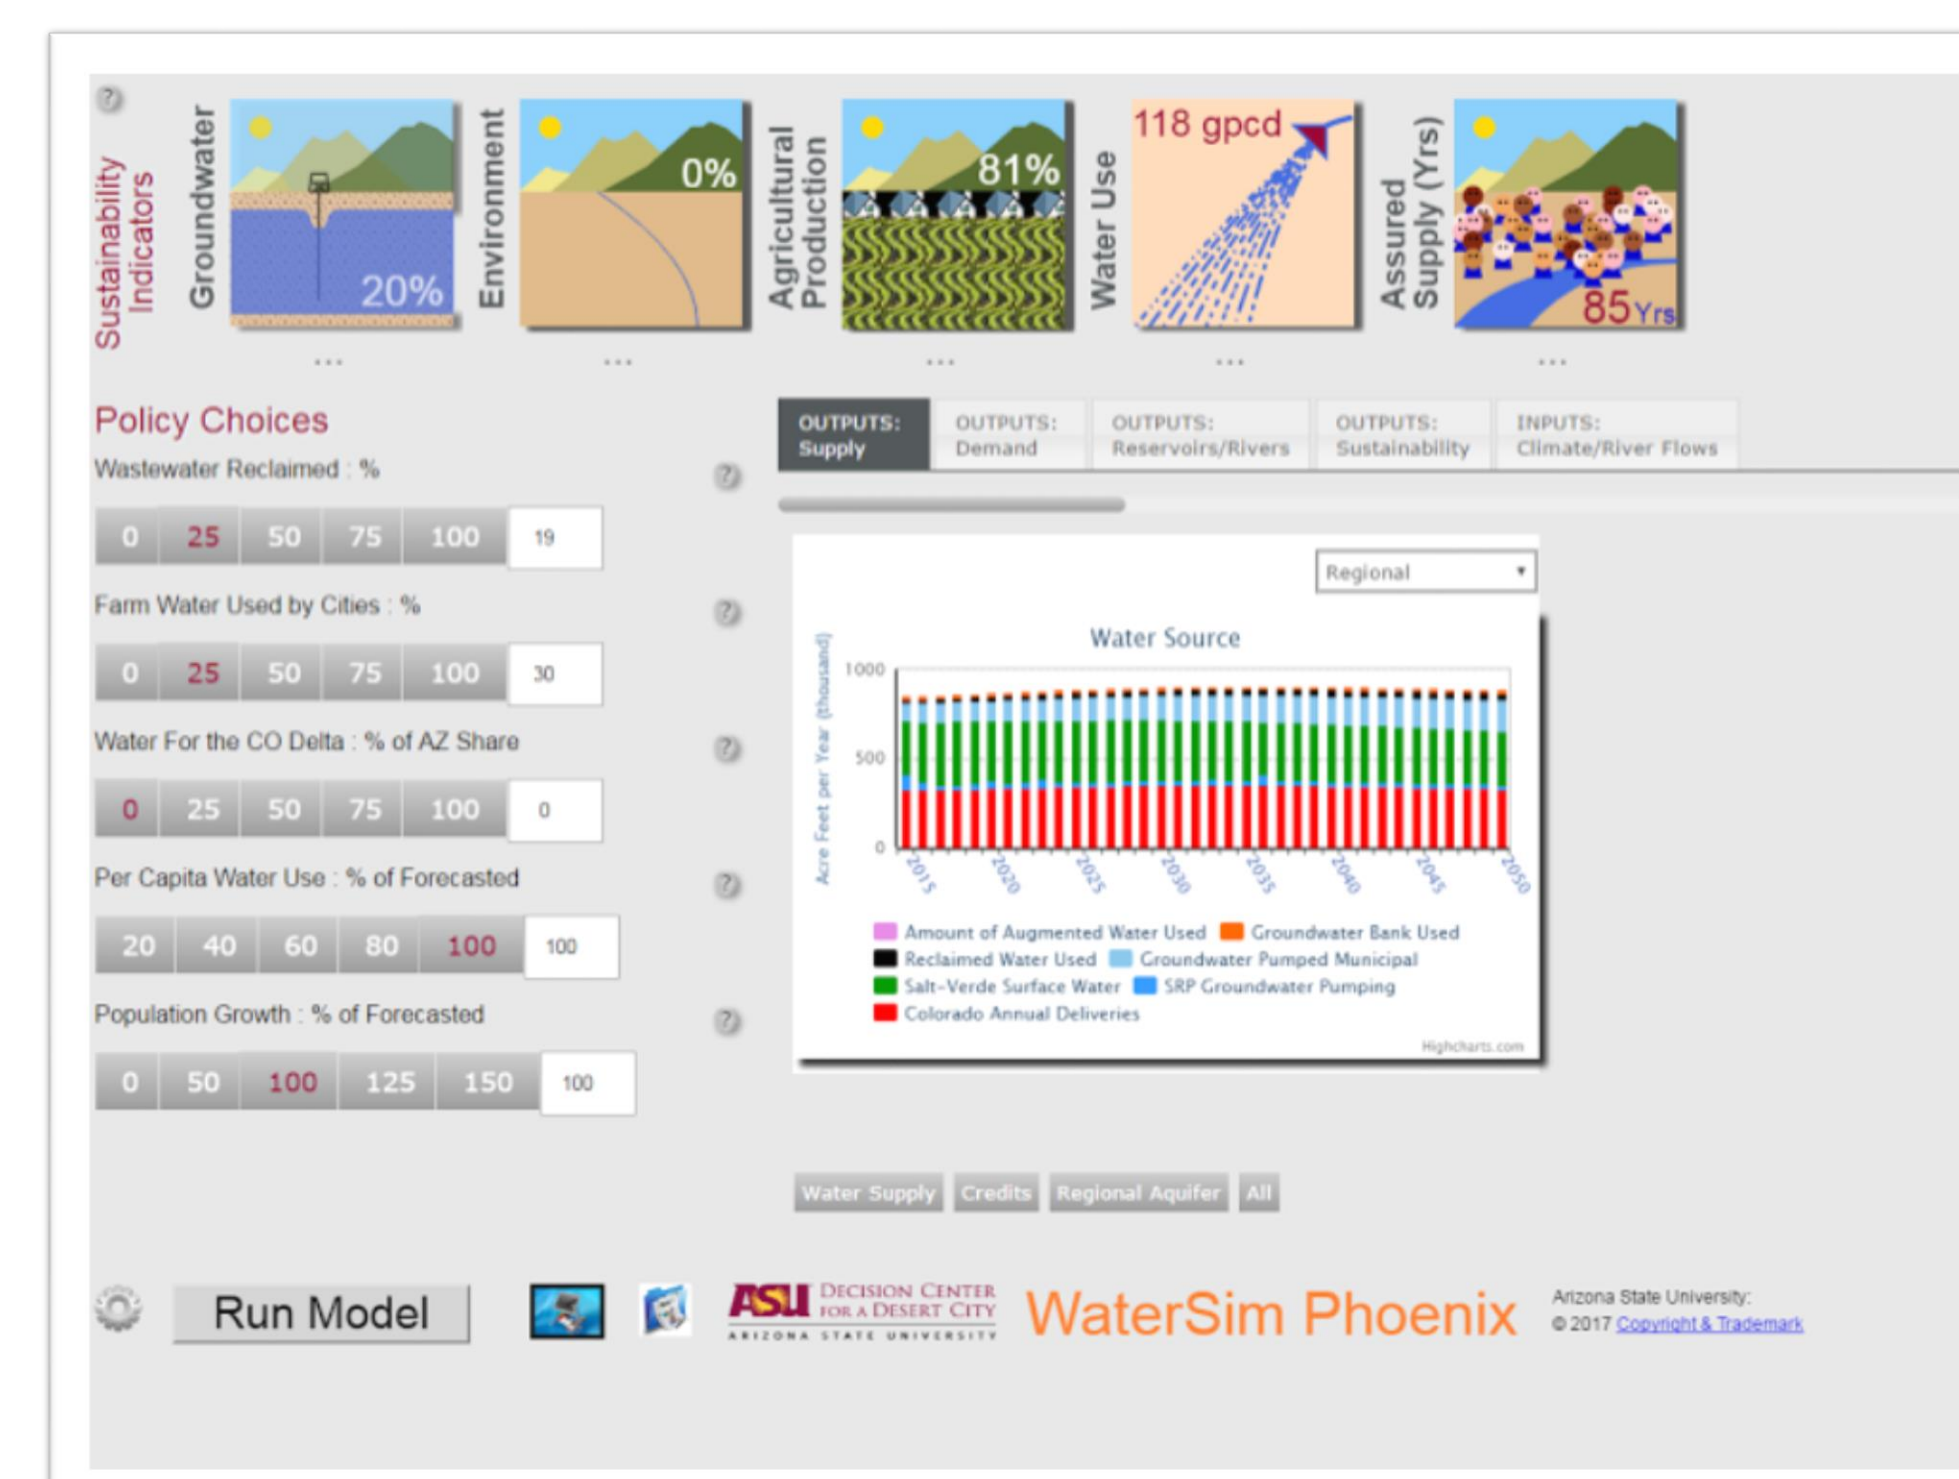 ?
Sustainability
Indicators
Groundwater
20%
...
Environment
0%
...
Agricultural
Production
81%
...
Water Use
118 gpcd
...
Assured
Supply (Yrs)
85 Yrs
...
Policy Choices
Wastewater Reclaimed : %
?
0 25 50 75 100 19
Farm Water Used by Cities : %
?
0 25 50 75 100 30
Water For the CO Delta : % of AZ Share
?
0 25 50 75 100 0
Per Capita Water Use : % of Forecasted
?
20 40 60 80 100 100
Population Growth : % of Forecasted
?
0 50 100 125 150 100
OUTPUTS:
Supply
OUTPUTS:
Demand
OUTPUTS:
Reservoirs/Rivers
OUTPUTS:
Sustainability
INPUTS:
Climate/River Flows
Regional
Water Source
Acre Feet per Year (thousand)
1000
500
0
2015 2020 2025 2030 2035 2040 2045 2050
Amount of Augmented Water Used Groundwater Bank Used
Reclaimed Water Used Groundwater Pumped Municipal
Salt-Verde Surface Water SRP Groundwater Pumping
Colorado Annual Deliveries
Highcharts.com
Water Supply Credits Regional Aquifer All
Run Model
ASU DECISION CENTER
FOR A DESERT CITY
ARIZONA STATE UNIVERSITY
WaterSim Phoenix
Arizona State University:
© 2017 Copyright & Trademark